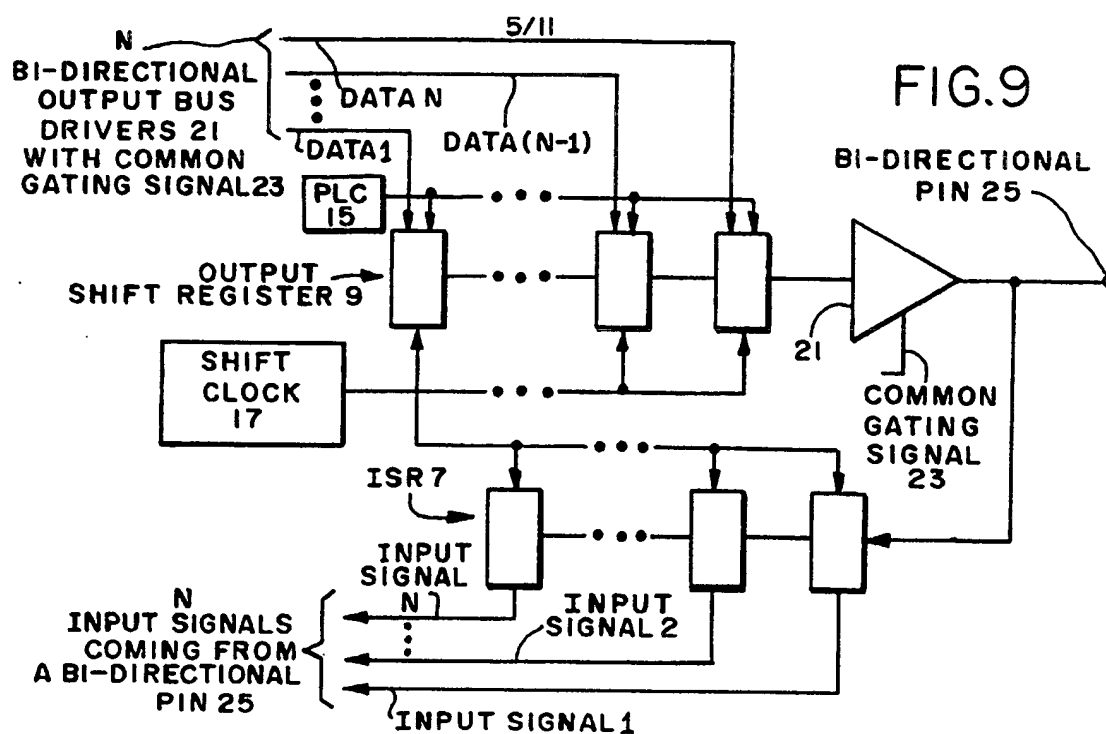 FIG.9
N
BI-DIRECTIONAL
OUTPUT BUS
DRIVERS 21
WITH COMMON
GATING SIGNAL 23
5/11
DATA N
DATA (N-1)
DATA 1
PLC
15
OUTPUT
SHIFT REGISTER 9
SHIFT
CLOCK
17
BI-DIRECTIONAL
PIN 25
21
COMMON
GATING
SIGNAL
23
ISR 7
INPUT
SIGNAL
N
INPUT
SIGNAL 2
N
INPUT SIGNALS
COMING FROM
A BI-DIRECTIONAL
PIN 25
INPUT SIGNAL 1